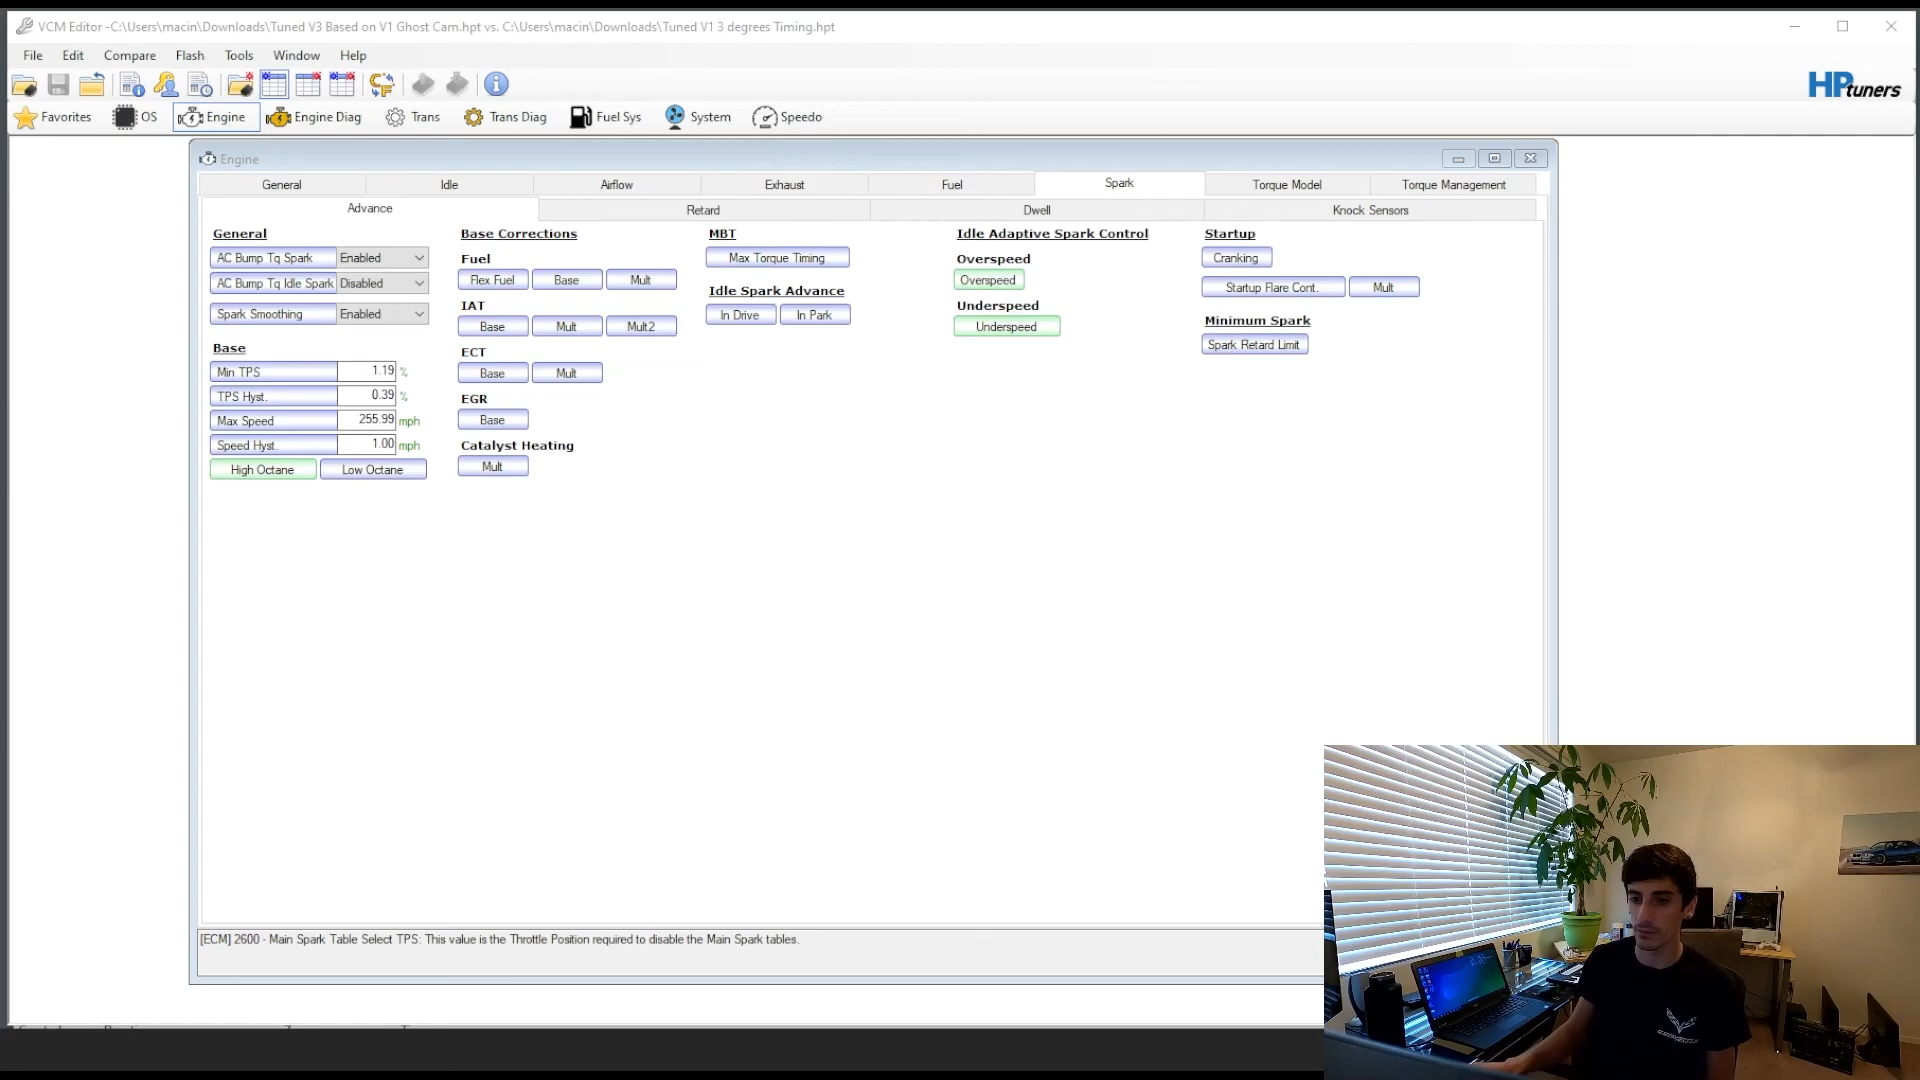 VCM Editor -C:\Users\macin\Downloads\Tuned V3 Based on V1 Ghost Cam.hpt vs. C:\Users\macin\Downloads\Tuned V1 3 degrees Timing.hpt
File Edit Compare Flash Tools Window Help
HPtuners
Favorites OS Engine Engine Diag Trans Trans Diag Fuel Sys System Speedo
Engine
General Idle Airflow Exhaust Fuel Spark Torque Model Torque Management
Advance Retard Dwell Knock Sensors
General
AC Bump Tq Spark Enabled
AC Bump Tq Idle Spark Disabled
Spark Smoothing Enabled
Base
Min TPS 1.19 %
TPS Hyst. 0.39 %
Max Speed 255.99 mph
Speed Hyst. 1.00 mph
High Octane Low Octane
Base Corrections
Fuel
Flex Fuel Base Mult
IAT
Base Mult Mult2
ECT
Base Mult
EGR
Base
Catalyst Heating
Mult
MBT
Max Torque Timing
Idle Spark Advance
In Drive In Park
Idle Adaptive Spark Control
Overspeed
Overspeed
Underspeed
Underspeed
Startup
Cranking
Startup Flare Cont. Mult
Minimum Spark
Spark Retard Limit
[ECM] 2600 - Main Spark Table Select TPS: This value is the Throttle Position required to disable the Main Spark tables.